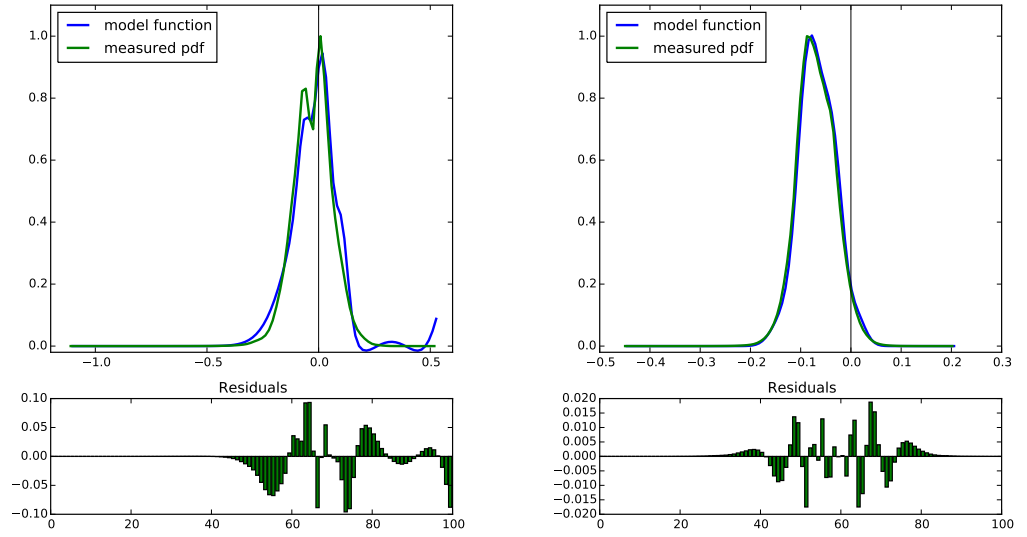 model function
measured pdf
1.0
0.8
0.6
0.4
0.2
0.0
−1.0 −0.5 0.0 0.5
model function
measured pdf
1.0
0.8
0.6
0.4
0.2
0.0
−0.5 −0.4 −0.3 −0.2 −0.1 0.0 0.1 0.2 0.3
Residuals
0.10
0.05
0.00
−0.05
−0.10
0 20 40 60 80 100
Residuals
0.020
0.015
0.010
0.005
0.000
−0.005
−0.010
−0.015
−0.020
0 20 40 60 80 100